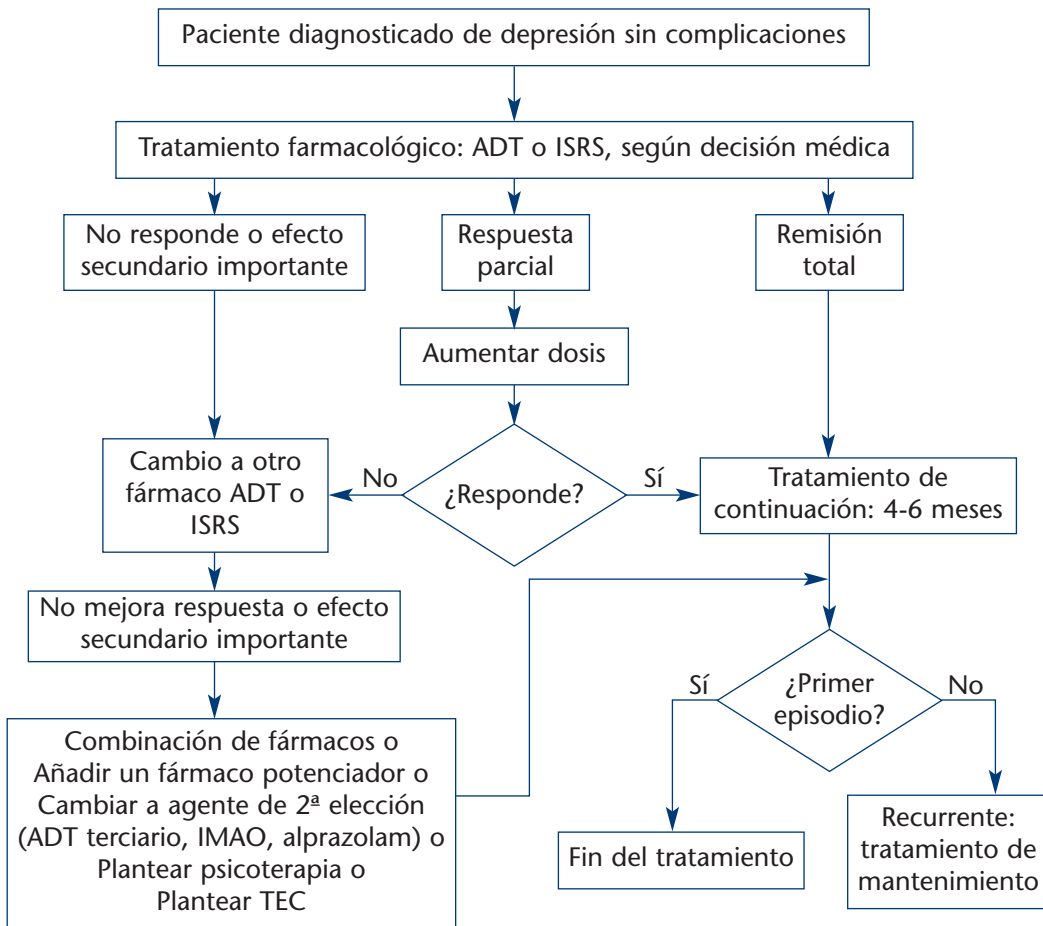 Paciente diagnosticado de depresión sin complicaciones
Tratamiento farmacológico: ADT o ISRS, según decisión médica
No responde o efecto
secundario importante
Respuesta
parcial
Remisión
total
Aumentar dosis
Cambio a otro
fármaco ADT o
ISRS
No
¿Responde?
Sí
Tratamiento de
continuación: 4-6 meses
No mejora respuesta o efecto
secundario importante
Sí
¿Primer
episodio?
No
Combinación de fármacos o
Añadir un fármaco potenciador o
Cambiar a agente de 2ª elección
(ADT terciario, IMAO, alprazolam) o
Plantear psicoterapia o
Plantear TEC
Fin del tratamiento
Recurrente:
tratamiento de
mantenimiento